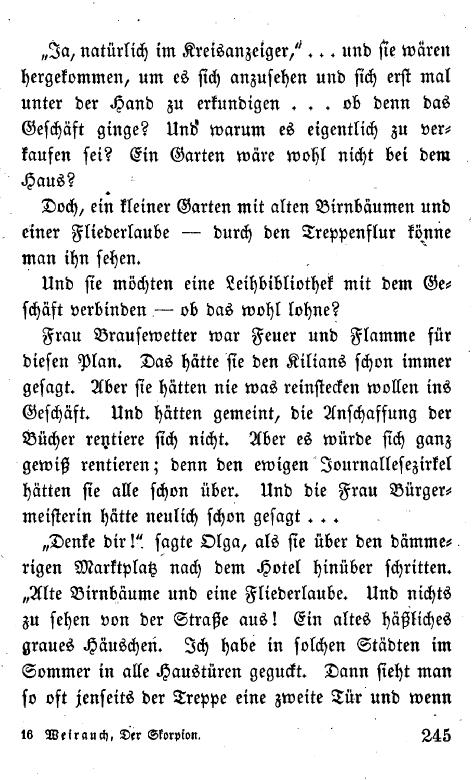 „Ja, natürlich im Kreisanzeiger,“ . . . und sie wären
hergekommen, um es sich anzusehen und sich erst mal
unter der Hand zu erkundigen . . . ob denn das
Geschäft ginge? Und warum es eigentlich zu ver-
kaufen sei? Ein Garten wäre wohl nicht bei dem
Haus?
Doch, ein kleiner Garten mit alten Birnbäumen und
einer Fliederlaube — durch den Treppenflur könne
man ihn sehen.
Und sie möchten eine Leihbibliothek mit dem Ge-
schäft verbinden — ob das wohl lohne?
Frau Brausewetter war Feuer und Flamme für
diesen Plan. Das hätte sie den Kilians schon immer
gesagt. Aber sie hätten nie was reinstecken wollen ins
Geschäft. Und hätten gemeint, die Anschaffung der
Bücher rentiere sich nicht. Aber es würde sich ganz
gewiß rentieren; denn den ewigen Journallesezirkel
hätten sie alle schon über. Und die Frau Bürger-
meisterin hätte neulich schon gesagt . . .
„Denke dir!“ sagte Olga, als sie über den dämme-
rigen Marktplatz nach dem Hotel hinüber schritten.
„Alte Birnbäume und eine Fliederlaube. Und nichts
zu sehen von der Straße aus! Ein altes häßliches
graues Häuschen. Ich habe in solchen Städten im
Sommer in alle Haustüren geguckt. Dann sieht man
so oft jenseits der Treppe eine zweite Tür und wenn
16 Weirauch, Der Skorpion.
245